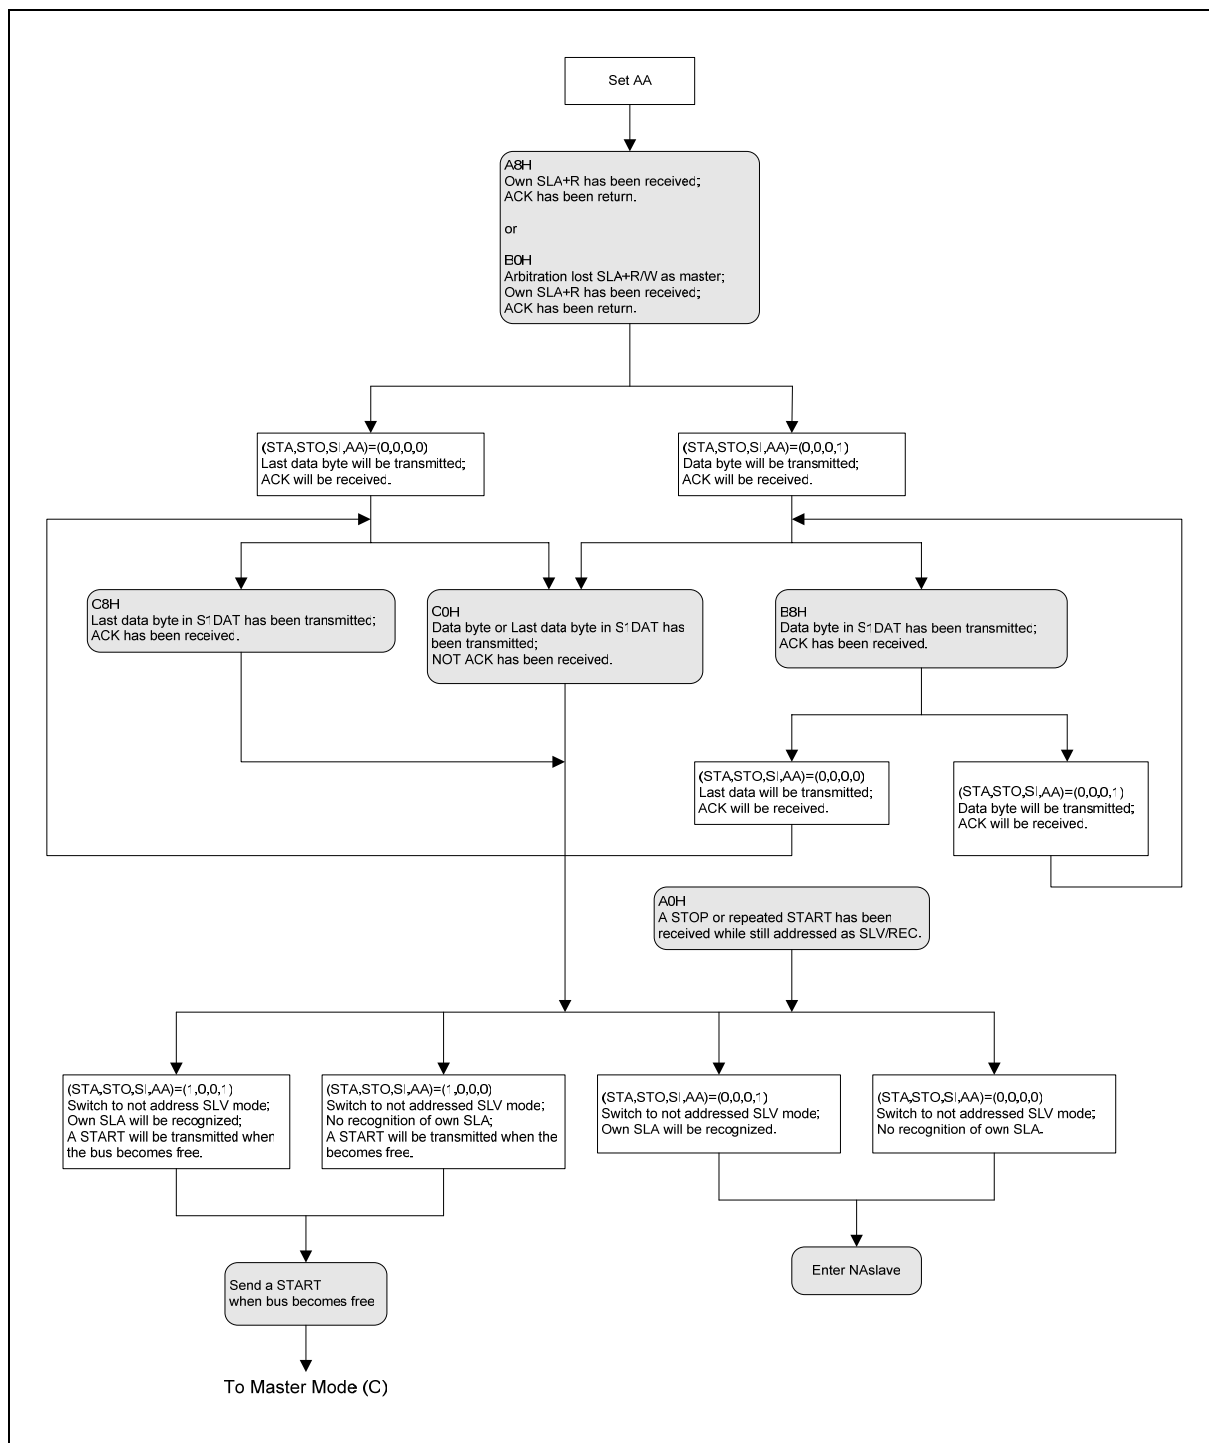 Set AA
A8H
Own SLA+R has been received;
ACK has been return.
or
B0H
Arbitration lost SLA+R/W as master;
Own SLA+R has been received;
ACK has been return.
(STA,STO,SI,AA)=(0,0,0,0)
Last data byte will be transmitted;
ACK will be received.
(STA,STO,SI,AA)=(0,0,0,1)
Data byte will be transmitted;
ACK will be received.
C8H
Last data byte in S1DAT has been transmitted;
ACK has been received.
C0H
Data byte or Last data byte in S1DAT has
been transmitted;
NOT ACK has been received.
B8H
Data byte in S1DAT has been transmitted;
ACK has been received.
(STA,STO,SI,AA)=(0,0,0,0)
Last data will be transmitted;
ACK will be received.
(STA,STO,SI,AA)=(0,0,0,1)
Data byte will be transmitted;
ACK will be received.
A0H
A STOP or repeated START has been
received while still addressed as SLV/REC.
(STA,STO,SI,AA)=(1,0,0,1)
Switch to not address SLV mode;
Own SLA will be recognized;
A START will be transmitted when
the bus becomes free.
(STA,STO,SI,AA)=(1,0,0,0)
Switch to not addressed SLV mode;
No recognition of own SLA;
A START will be transmitted when the
becomes free.
(STA,STO,SI,AA)=(0,0,0,1)
Switch to not addressed SLV mode;
Own SLA will be recognized.
(STA,STO,SI,AA)=(0,0,0,0)
Switch to not addressed SLV mode;
No recognition of own SLA.
Send a START
when bus becomes free
Enter NAslave
To Master Mode (C)